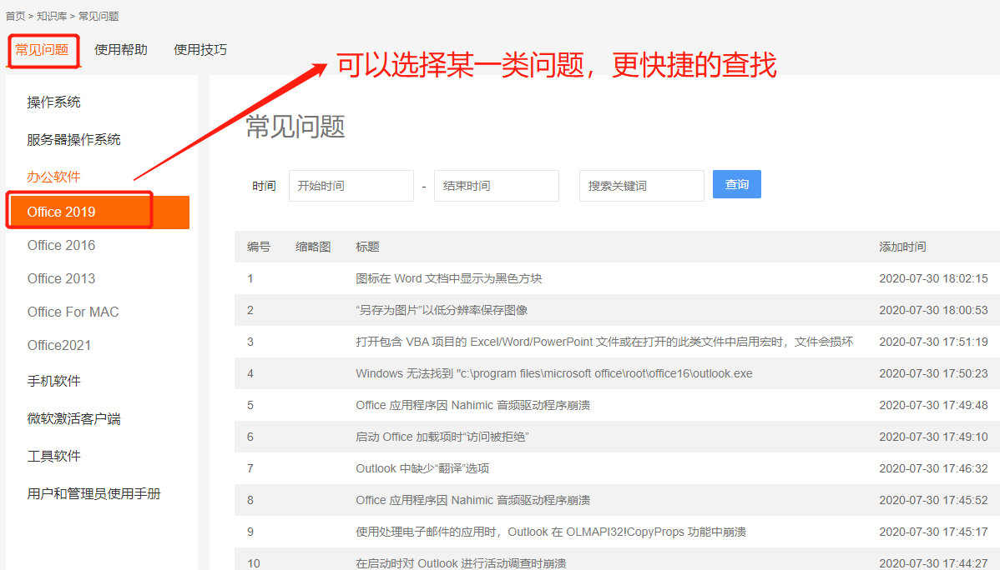 首页 > 知识库 > 常见问题
常见问题 使用帮助 使用技巧
可以选择某一类问题，更快捷的查找
操作系统
服务器操作系统
办公软件
Office 2019
Office 2016
Office 2013
Office For MAC
Office2021
手机软件
微软激活客户端
工具软件
用户和管理员使用手册
常见问题
时间 开始时间 - 结束时间 搜索关键词 查询
编号 缩略图 标题 添加时间
1 图标在 Word 文档中显示为黑色方块 2020-07-30 18:02:15
2 “另存为图片”以低分辨率保存图像 2020-07-30 18:00:53
3 打开包含 VBA 项目的 Excel/Word/PowerPoint 文件或在打开的此类文件中启用宏时，文件会损坏 2020-07-30 17:51:19
4 Windows 无法找到 "c:\program files\microsoft office\root\office16\outlook.exe 2020-07-30 17:50:23
5 Office 应用程序因 Nahimic 音频驱动程序崩溃 2020-07-30 17:49:48
6 启动 Office 加载项时“访问被拒绝” 2020-07-30 17:49:10
7 Outlook 中缺少“翻译”选项 2020-07-30 17:46:32
8 Office 应用程序因 Nahimic 音频驱动程序崩溃 2020-07-30 17:45:52
9 使用处理电子邮件的应用时，Outlook 在 OLMAPI32!CopyProps 功能中崩溃 2020-07-30 17:45:17
10 在启动时对 Outlook 进行活动调查时崩溃 2020-07-30 17:44:27